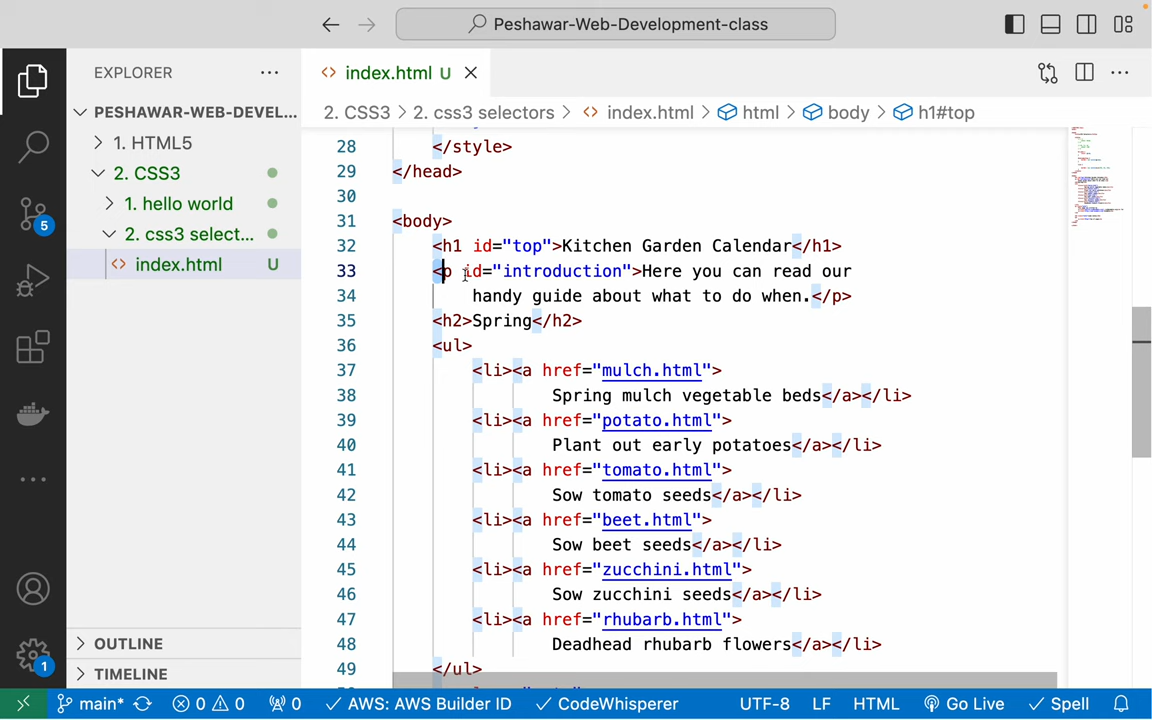 Peshawar-Web-Development-class
EXPLORER
index.html U
PESHAWAR-WEB-DEVEL...
2. CSS3 > 2. css3 selectors > index.html > html > body > h1#top
1. HTML5
2. CSS3
1. hello world
2. css3 select...
index.html U
5
28 </style>
29 </head>
30
31 <body>
32 <h1 id="top">Kitchen Garden Calendar</h1>
33 <p id="introduction">Here you can read our
34 handy guide about what to do when.</p>
35 <h2>Spring</h2>
36 <ul>
37 <li><a href="mulch.html">
38 Spring mulch vegetable beds</a></li>
39 <li><a href="potato.html">
40 Plant out early potatoes</a></li>
41 <li><a href="tomato.html">
42 Sow tomato seeds</a></li>
43 <li><a href="beet.html">
44 Sow beet seeds</a></li>
45 <li><a href="zucchini.html">
46 Sow zucchini seeds</a></li>
47 <li><a href="rhubarb.html">
48 Deadhead rhubarb flowers</a></li>
49 </ul>
OUTLINE
TIMELINE
1
main* 0 0 0 AWS: AWS Builder ID CodeWhisperer UTF-8 LF HTML Go Live Spell